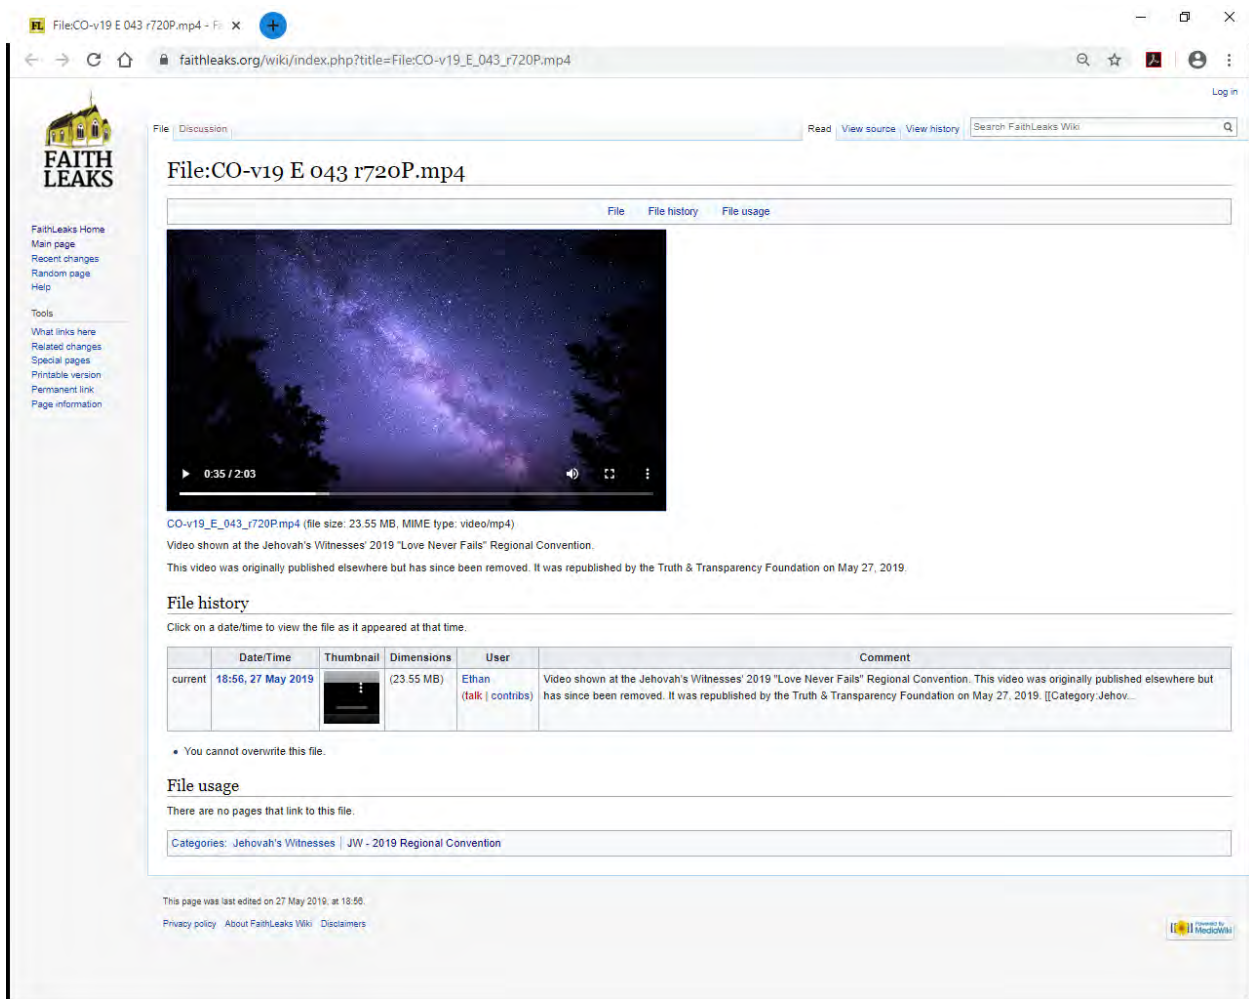 FL File:CO-v19 E 043 r720P.mp4 - F
faithleaks.org/wiki/index.php?title=File:CO-v19_E_043_r720P.mp4
Log in
File Discussion Read View source View history Search FaithLeaks Wiki
FAITH
LEAKS
File:CO-v19 E 043 r720P.mp4
File File history File usage
FaithLeaks Home
Main page
Recent changes
Random page
Help
Tools
What links here
Related changes
Special pages
Printable version
Permanent link
Page information
0:35 / 2:03
CO-v19_E_043_r720P.mp4 (file size: 23.55 MB, MIME type: video/mp4)
Video shown at the Jehovah's Witnesses' 2019 "Love Never Fails" Regional Convention.
This video was originally published elsewhere but has since been removed. It was republished by the Truth & Transparency Foundation on May 27, 2019.
File history
Click on a date/time to view the file as it appeared at that time.
Date/Time Thumbnail Dimensions User Comment
current 18:56, 27 May 2019 (23.55 MB) Ethan Video shown at the Jehovah's Witnesses' 2019 "Love Never Fails" Regional Convention. This video was originally published elsewhere but
(talk | contribs) has since been removed. It was republished by the Truth & Transparency Foundation on May 27, 2019. [[Category:Jehov...
• You cannot overwrite this file.
File usage
There are no pages that link to this file.
Categories: Jehovah's Witnesses | JW - 2019 Regional Convention
This page was last edited on 27 May 2019, at 18:56.
Privacy policy About FaithLeaks Wiki Disclaimers
Powered by
MediaWiki